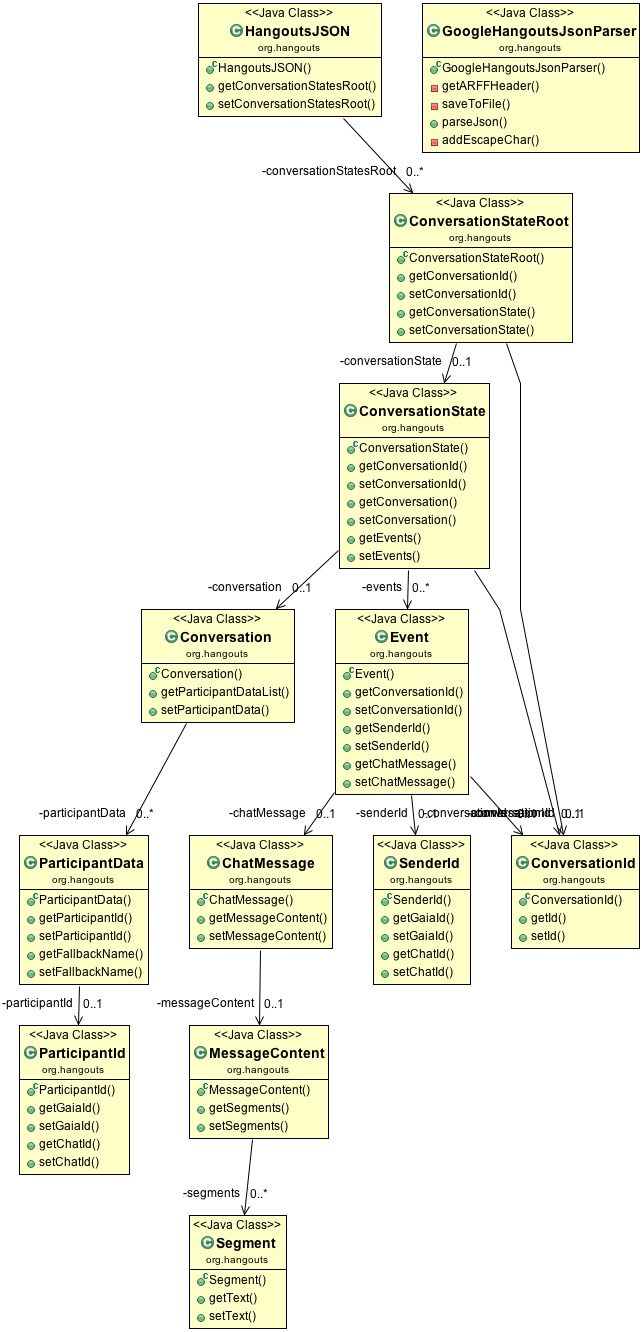 <<Java Class>>
HangoutsJSON
org.hangouts
HangoutsJSON()
getConversationStatesRoot()
setConversationStatesRoot()
<<Java Class>>
GoogleHangoutsJsonParser
org.hangouts
GoogleHangoutsJsonParser()
getARFFHeader()
saveToFile()
parseJson()
addEscapeChar()
-conversationStatesRoot 0..*
<<Java Class>>
ConversationStateRoot
org.hangouts
ConversationStateRoot()
getConversationId()
setConversationId()
getConversationState()
setConversationState()
-conversationState 0..1
<<Java Class>>
ConversationState
org.hangouts
ConversationState()
getConversationId()
setConversationId()
getConversation()
setConversation()
getEvents()
setEvents()
-conversation 0..1
-events 0..*
<<Java Class>>
Conversation
org.hangouts
Conversation()
getParticipantDataList()
setParticipantData()
<<Java Class>>
Event
org.hangouts
Event()
getConversationId()
setConversationId()
getSenderId()
setSenderId()
getChatMessage()
setChatMessage()
-participantData 0..*
-chatMessage 0..1
-senderId 0..1
<<Java Class>>
ParticipantData
org.hangouts
ParticipantData()
getParticipantId()
setParticipantId()
getFallbackName()
setFallbackName()
<<Java Class>>
ChatMessage
org.hangouts
ChatMessage()
getMessageContent()
setMessageContent()
<<Java Class>>
SenderId
org.hangouts
SenderId()
getGaiaId()
setGaiaId()
getChatId()
setChatId()
<<Java Class>>
ConversationId
org.hangouts
ConversationId()
getId()
setId()
-participantId 0..1
-messageContent 0..1
<<Java Class>>
ParticipantId
org.hangouts
ParticipantId()
getGaiaId()
setGaiaId()
getChatId()
setChatId()
<<Java Class>>
MessageContent
org.hangouts
MessageContent()
getSegments()
setSegments()
-segments 0..*
<<Java Class>>
Segment
org.hangouts
Segment()
getText()
setText()